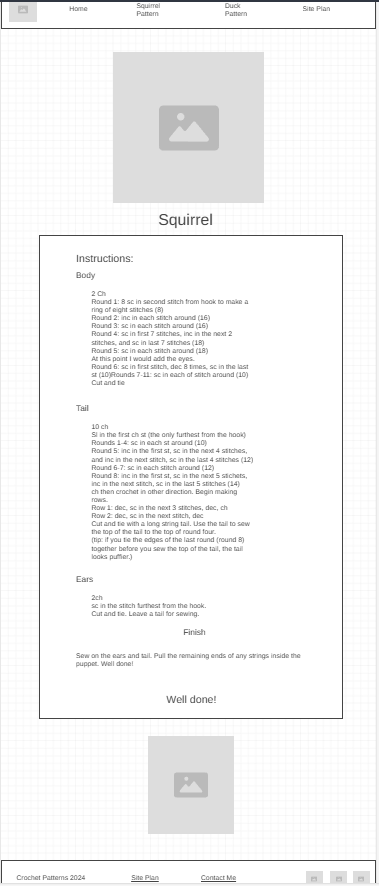 Home
Squirrel
Pattern
Duck
Pattern
Site Plan
Squirrel
Instructions:
Body
2 Ch
Round 1: 8 sc in second stitch from hook to make a
ring of eight stitches (8)
Round 2: inc in each stitch around (16)
Round 3: sc in each stitch around (16)
Round 4: sc in first 7 stitches, inc in the next 2
stitches, and sc in last 7 stitches (18)
Round 5: sc in each stitch around (18)
At this point I would add the eyes.
Round 6: sc in first stitch, dec 8 times, sc in the last
st (10)Rounds 7-11: sc in each of stitch around (10)
Cut and tie
Tail
10 ch
Sl in the first ch st (the only furthest from the hook)
Rounds 1-4: sc in each st around (10)
Round 5: inc in the first st, sc in the next 4 stitches,
and inc in the next stitch, sc in the last 4 stitches (12)
Round 6-7: sc in each stitch around (12)
Round 8: inc in the first st, sc in the next 5 stichets,
inc in the next stitch, sc in the last 5 stitches (14)
ch then crochet in other direction. Begin making
rows.
Row 1: dec, sc in the next 3 stitches, dec, ch
Row 2: dec, sc in the next stitch, dec
Cut and tie with a long string tail. Use the tail to sew
the top of the tail to the top of round four.
(tip: if you tie the edges of the last round (round 8)
together before you sew the top of the tail, the tail
looks puffier.)
Ears
2ch
sc in the stitch furthest from the hook.
Cut and tie. Leave a tail for sewing.
Finish
Sew on the ears and tail. Pull the remaining ends of any strings inside the
puppet. Well done!
Well done!
Crochet Patterns 2024
Site Plan
Contact Me